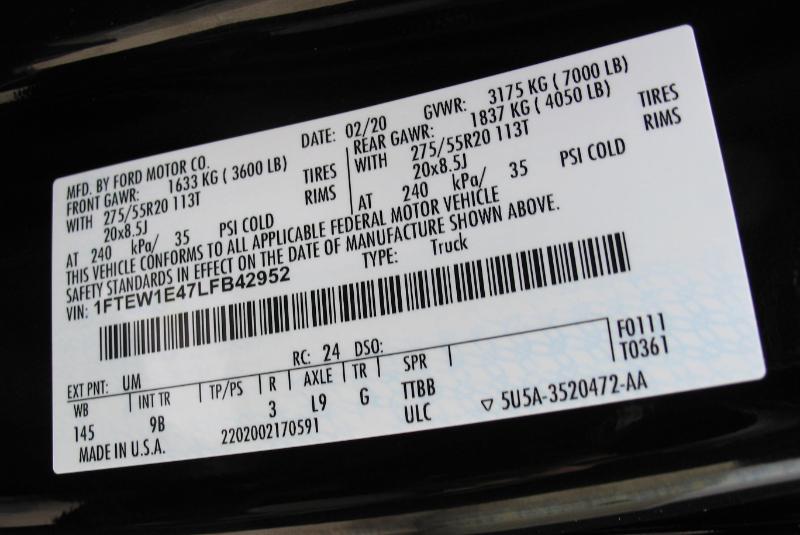 MFD. BY FORD MOTOR CO. DATE: 02/20 GVWR: 3175 KG ( 7000 LB)
FRONT GAWR: 1633 KG ( 3600 LB) REAR GAWR: 1837 KG ( 4050 LB)
WITH 275/55R20 113T TIRES WITH 275/55R20 113T TIRES
20x8.5J RIMS 20x8.5J RIMS
AT 240 kPa/ 35 PSI COLD AT 240 kPa/ 35 PSI COLD
THIS VEHICLE CONFORMS TO ALL APPLICABLE FEDERAL MOTOR VEHICLE
SAFETY STANDARDS IN EFFECT ON THE DATE OF MANUFACTURE SHOWN ABOVE.
VIN: 1FTEW1E47LFB42952 TYPE: Truck
F0111
T0361
EXT PNT: UM RC: 24 DSO:
WB INT TR TP/PS R AXLE TR SPR
145 9B 3 L9 G TTBB
ULC
MADE IN U.S.A. 2202002170591 ▽ 5U5A-3520472-AA